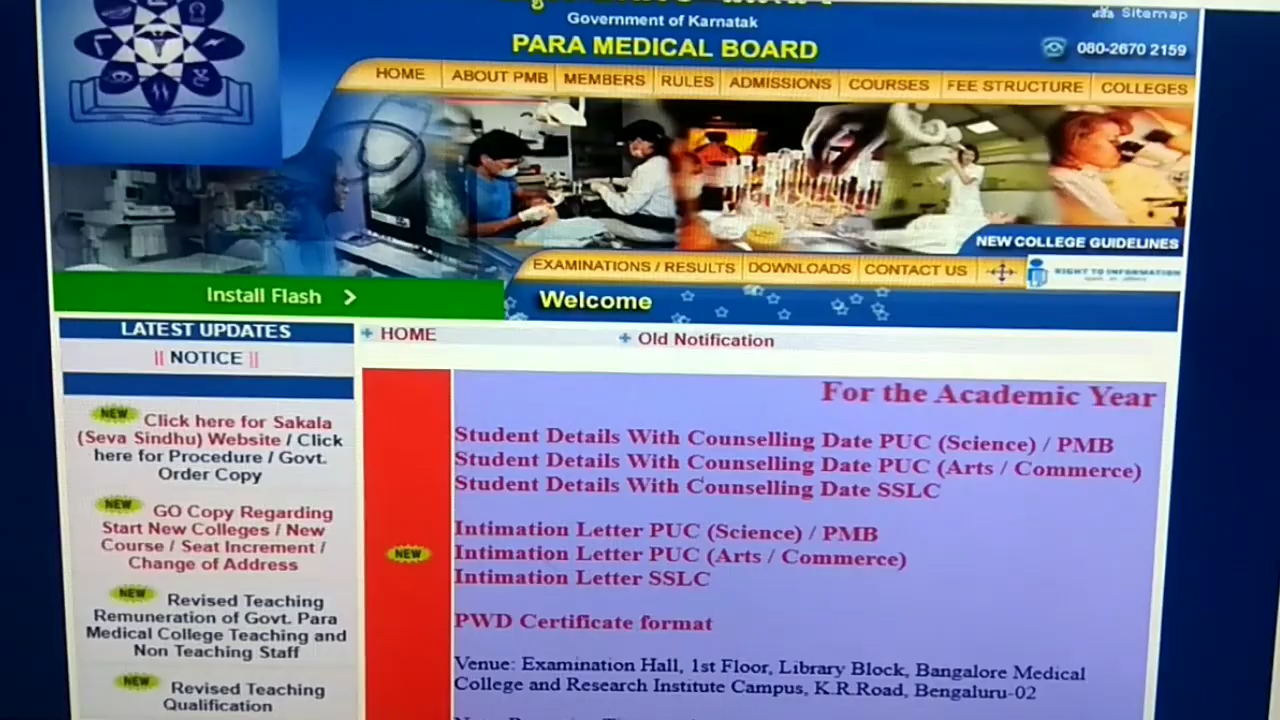 Sitemap
Government of Karnatak
PARA MEDICAL BOARD
080-2670 2159
HOME
ABOUT PMB
MEMBERS
RULES
ADMISSIONS
COURSES
FEE STRUCTURE
COLLEGES
NEW COLLEGE GUIDELINES
EXAMINATIONS / RESULTS
DOWNLOADS
CONTACT US
RIGHT TO INFORMATION
Install Flash
Welcome
LATEST UPDATES
|| NOTICE ||
HOME
Old Notification
NEW Click here for Sakala
(Seva Sindhu) Website / Click
here for Procedure / Govt.
Order Copy
NEW GO Copy Regarding
Start New Colleges / New
Course / Seat Increment /
Change of Address
NEW Revised Teaching
Remuneration of Govt. Para
Medical College Teaching and
Non Teaching Staff
NEW Revised Teaching
Qualification
For the Academic Year
Student Details With Counselling Date PUC (Science) / PMB
Student Details With Counselling Date PUC (Arts / Commerce)
Student Details With Counselling Date SSLC
Intimation Letter PUC (Science) / PMB
NEW
Intimation Letter PUC (Arts / Commerce)
Intimation Letter SSLC
PWD Certificate format
Venue: Examination Hall, 1st Floor, Library Block, Bangalore Medical
College and Research Institute Campus, K.R.Road, Bengaluru-02